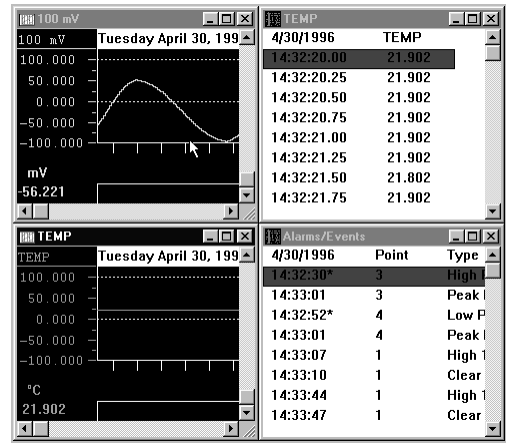 100 mV
100 mV Tuesday April 30, 199
100.000
50.000
0.000
-50.000
-100.000
mV
-56.221
TEMP
4/30/1996 TEMP
14:32:20.00 21.902
14:32:20.25 21.902
14:32:20.50 21.902
14:32:20.75 21.902
14:32:21.00 21.902
14:32:21.25 21.902
14:32:21.50 21.802
14:32:21.75 21.902
TEMP
TEMP Tuesday April 30, 199
100.000
50.000
0.000
-50.000
-100.000
°C
21.902
Alarms/Events
4/30/1996 Point Type
14:32:30* 3 High
14:33:01 3 Peak
14:32:52* 4 Low P
14:33:01 4 Peak
14:33:07 1 High 1
14:33:10 1 Clear
14:33:44 1 High 1
14:33:47 1 Clear